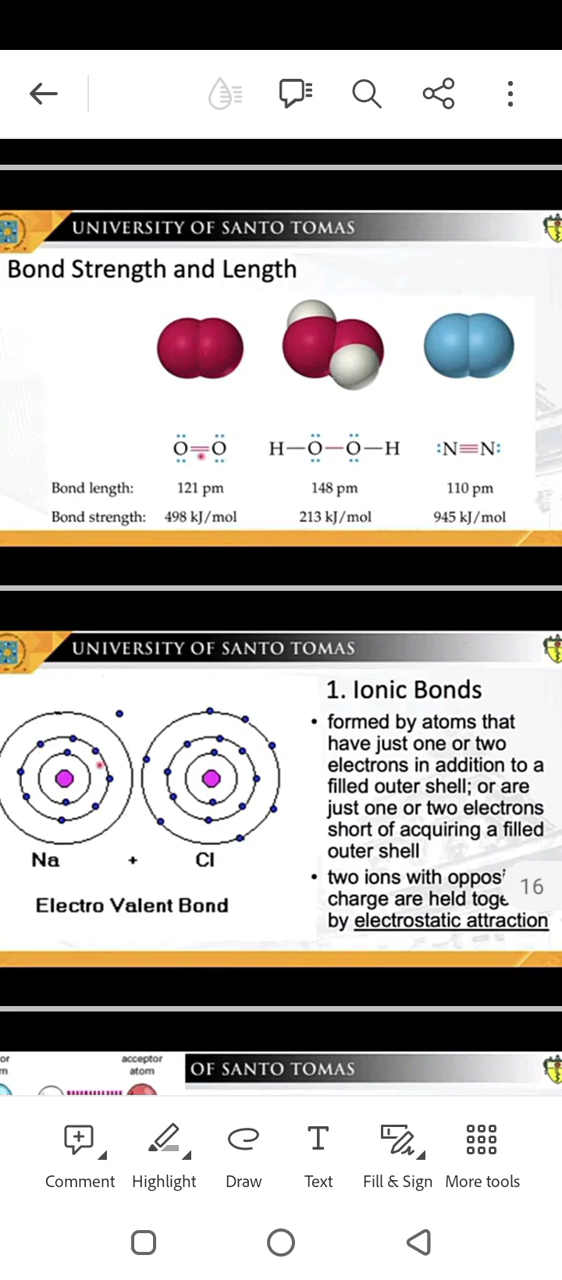 UNIVERSITY OF SANTO TOMAS
Bond Strength and Length
O=O H—O—O—H :N≡N:
Bond length: 121 pm 148 pm 110 pm
Bond strength: 498 kJ/mol 213 kJ/mol 945 kJ/mol
UNIVERSITY OF SANTO TOMAS
Na + Cl
Electro Valent Bond
1. Ionic Bonds
• formed by atoms that
have just one or two
electrons in addition to a
filled outer shell; or are
just one or two electrons
short of acquiring a filled
outer shell
• two ions with opposi
charge are held toge
by electrostatic attraction
16
or
m
acceptor
atom
OF SANTO TOMAS
Comment Highlight Draw Text Fill & Sign More tools